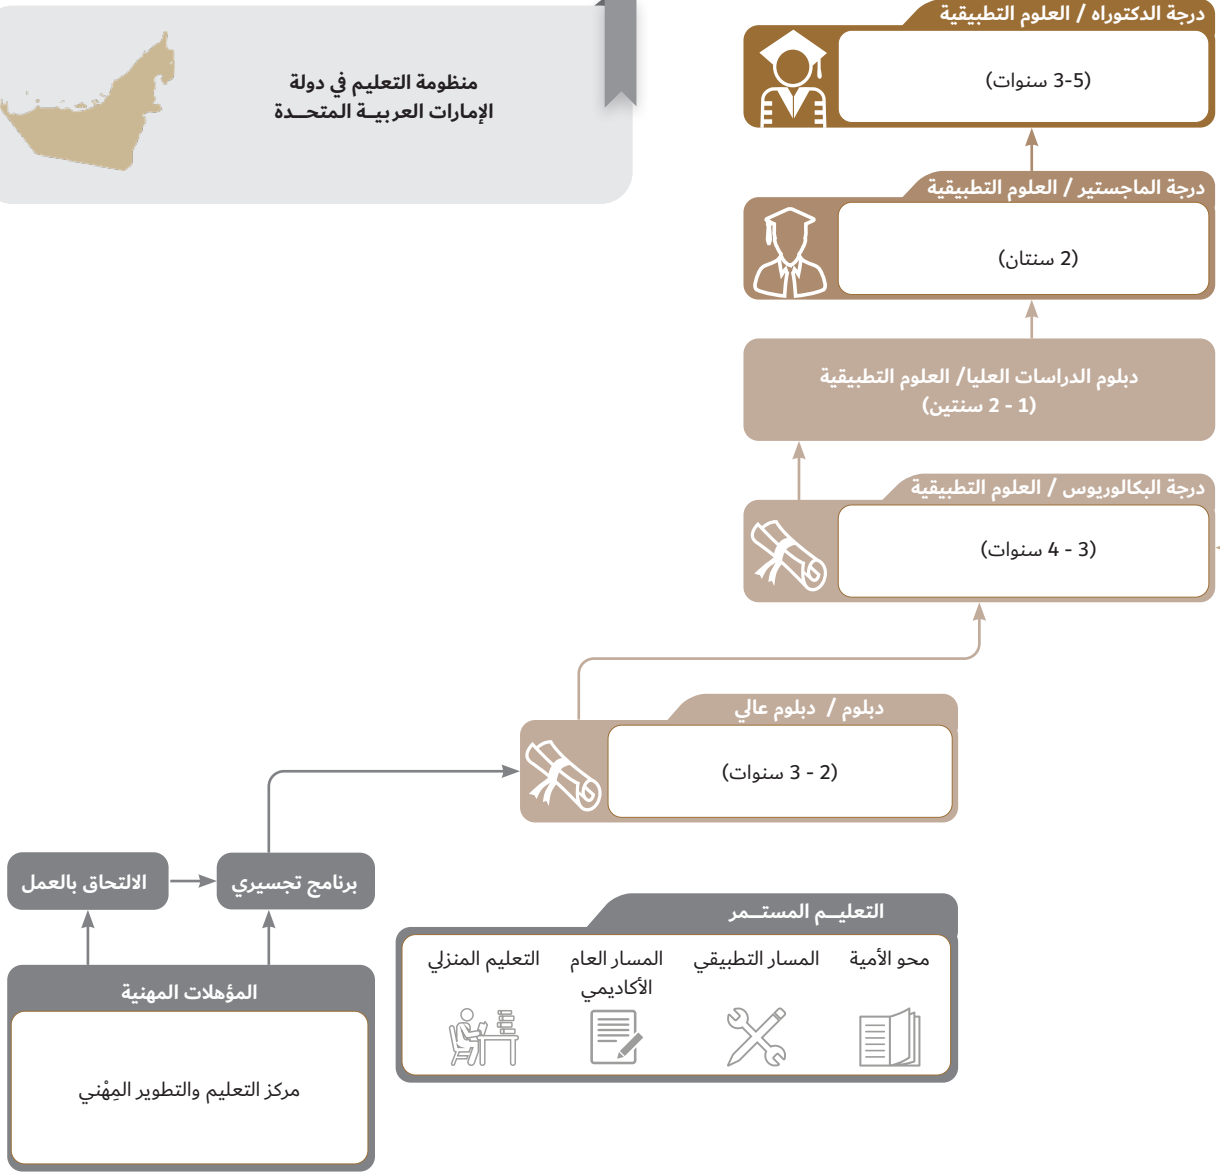 منظومة التعليم في دولة
الإمارات العربيــة المتحــدة
درجة الدكتوراه / العلوم التطبيقية
(3-5 سنوات)
درجة الماجستير / العلوم التطبيقية
(2 سنتان)
دبلوم الدراسات العليا/ العلوم التطبيقية
(1 - 2 سنتين)
درجة البكالوريوس / العلوم التطبيقية
(3 - 4 سنوات)
دبلوم / دبلوم عالي
(2 - 3 سنوات)
برنامج تجسيري
الالتحاق بالعمل
التعليــم المستــمر
محو الأمية
المسار التطبيقي
المسار العام
الأكاديمي
التعليم المنزلي
المؤهلات المهنية
مركز التعليم والتطوير المِهْني